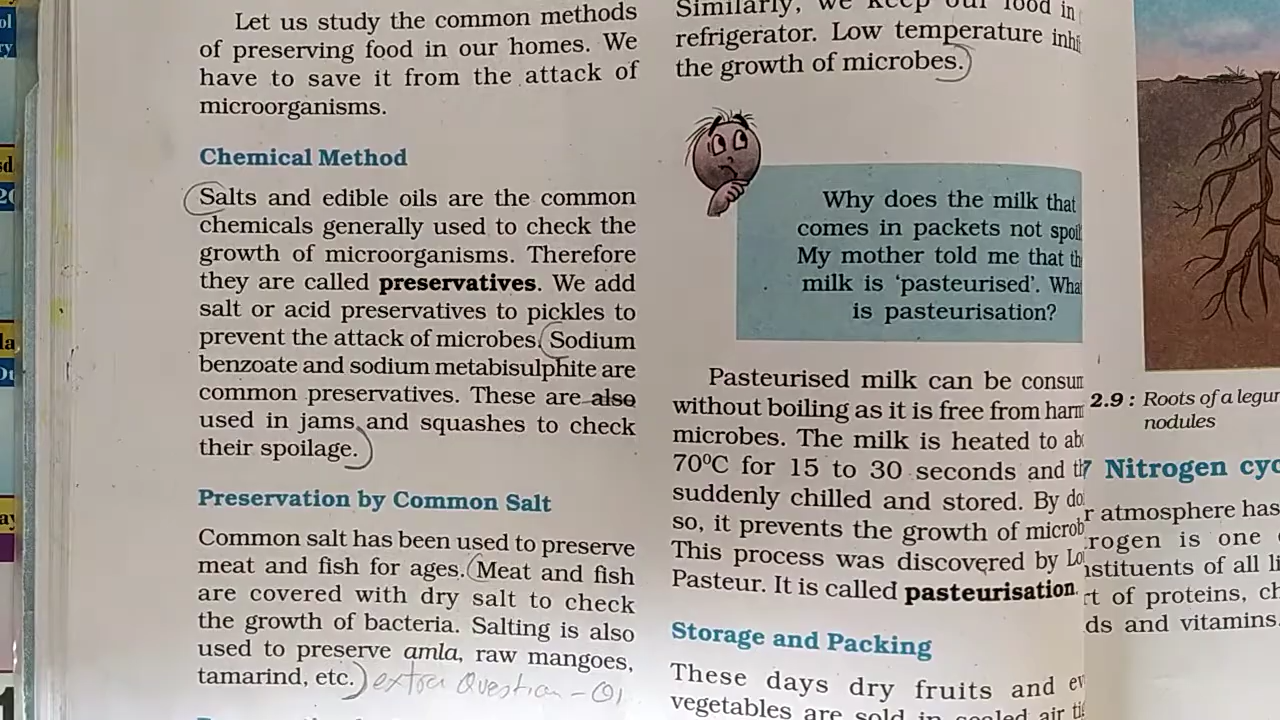 Let us study the common methods
of preserving food in our homes. We
have to save it from the attack of
microorganisms.
Chemical Method
Salts and edible oils are the common
chemicals generally used to check the
growth of microorganisms. Therefore
they are called preservatives. We add
salt or acid preservatives to pickles to
prevent the attack of microbes. Sodium
benzoate and sodium metabisulphite are
common preservatives. These are also
used in jams and squashes to check
their spoilage.
Preservation by Common Salt
Common salt has been used to preserve
meat and fish for ages. Meat and fish
are covered with dry salt to check
the growth of bacteria. Salting is also
used to preserve amla, raw mangoes,
tamarind, etc. extra Question - Q1
Similarly, we keep our food in
refrigerator. Low temperature inhi
the growth of microbes.
Why does the milk that
comes in packets not spoil
My mother told me that th
milk is ‘pasteurised’. Wha
is pasteurisation?
Pasteurised milk can be consum
without boiling as it is free from harm
microbes. The milk is heated to abo
70°C for 15 to 30 seconds and th
suddenly chilled and stored. By doi
so, it prevents the growth of microb
This process was discovered by Lo
Pasteur. It is called pasteurisation.
Storage and Packing
These days dry fruits and ev
vegetables are sold in sealed air ti
2.9 : Roots of a legum
nodules
7 Nitrogen cyc
r atmosphere has
rogen is one
nstituents of all li
rt of proteins, ch
ds and vitamins.